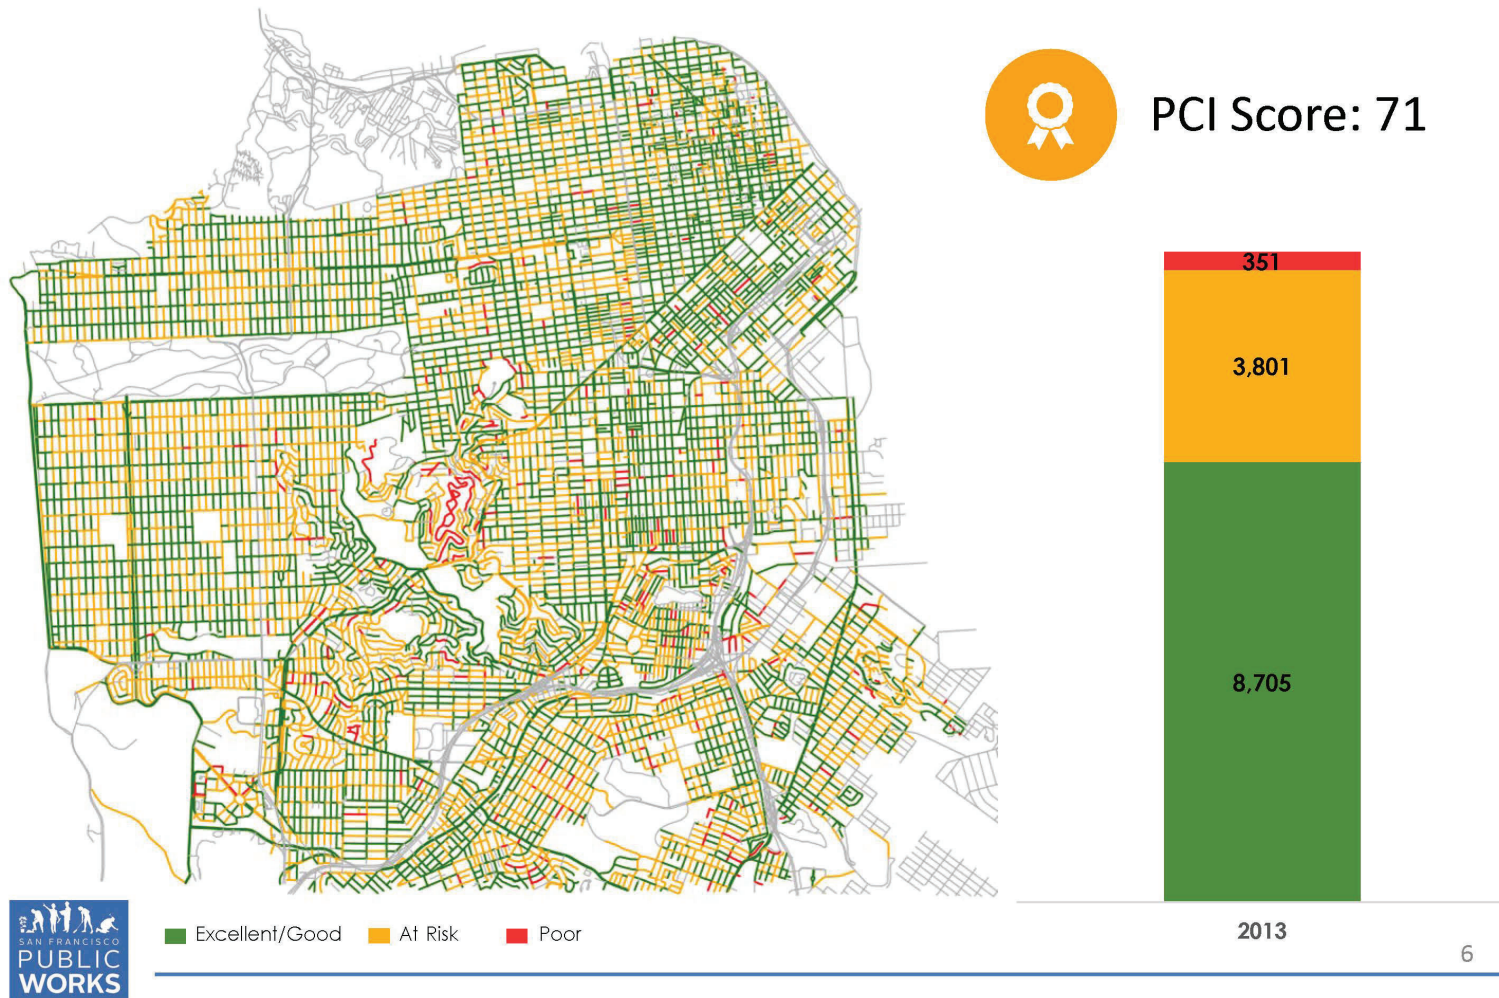 PCI Score: 71
351
3,801
8,705
2013
Excellent/Good
At Risk
Poor
SAN FRANCISCO
PUBLIC
WORKS
6